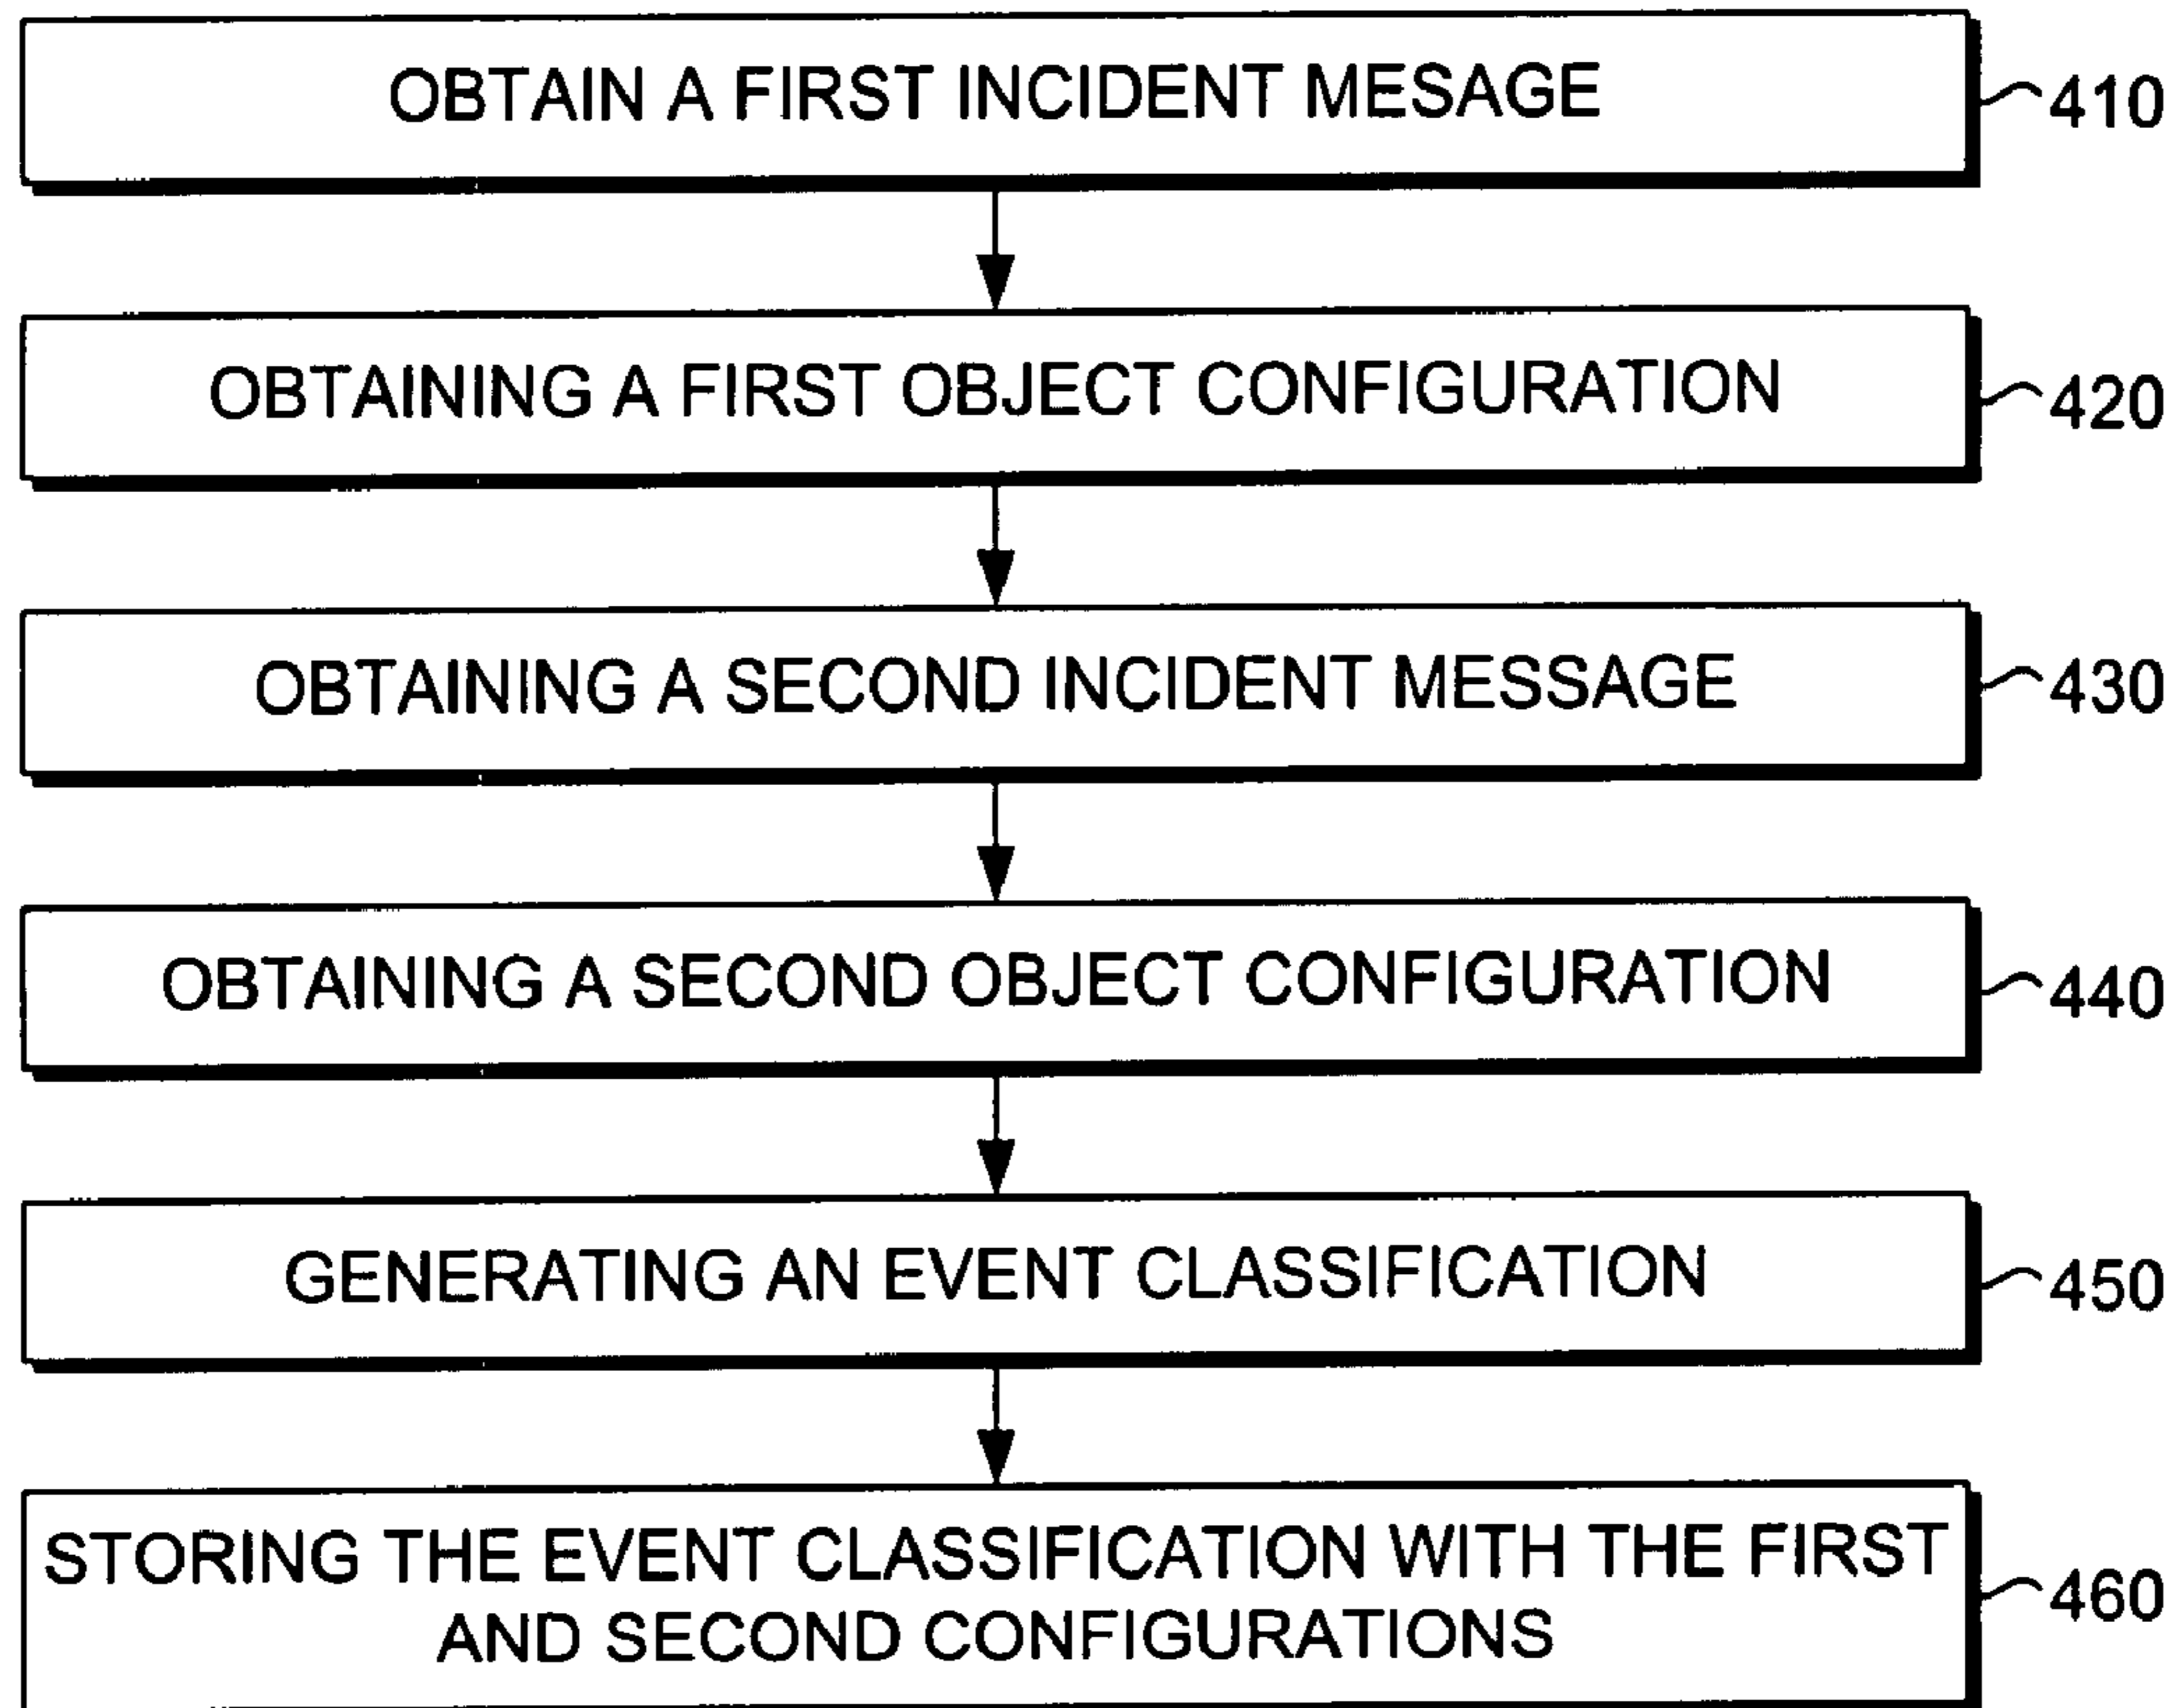 OBTAIN A FIRST INCIDENT MESAGE
410
OBTAINING A FIRST OBJECT CONFIGURATION
420
OBTAINING A SECOND INCIDENT MESSAGE
430
OBTAINING A SECOND OBJECT CONFIGURATION
440
GENERATING AN EVENT CLASSIFICATION
450
STORING THE EVENT CLASSIFICATION WITH THE FIRST
AND SECOND CONFIGURATIONS
460